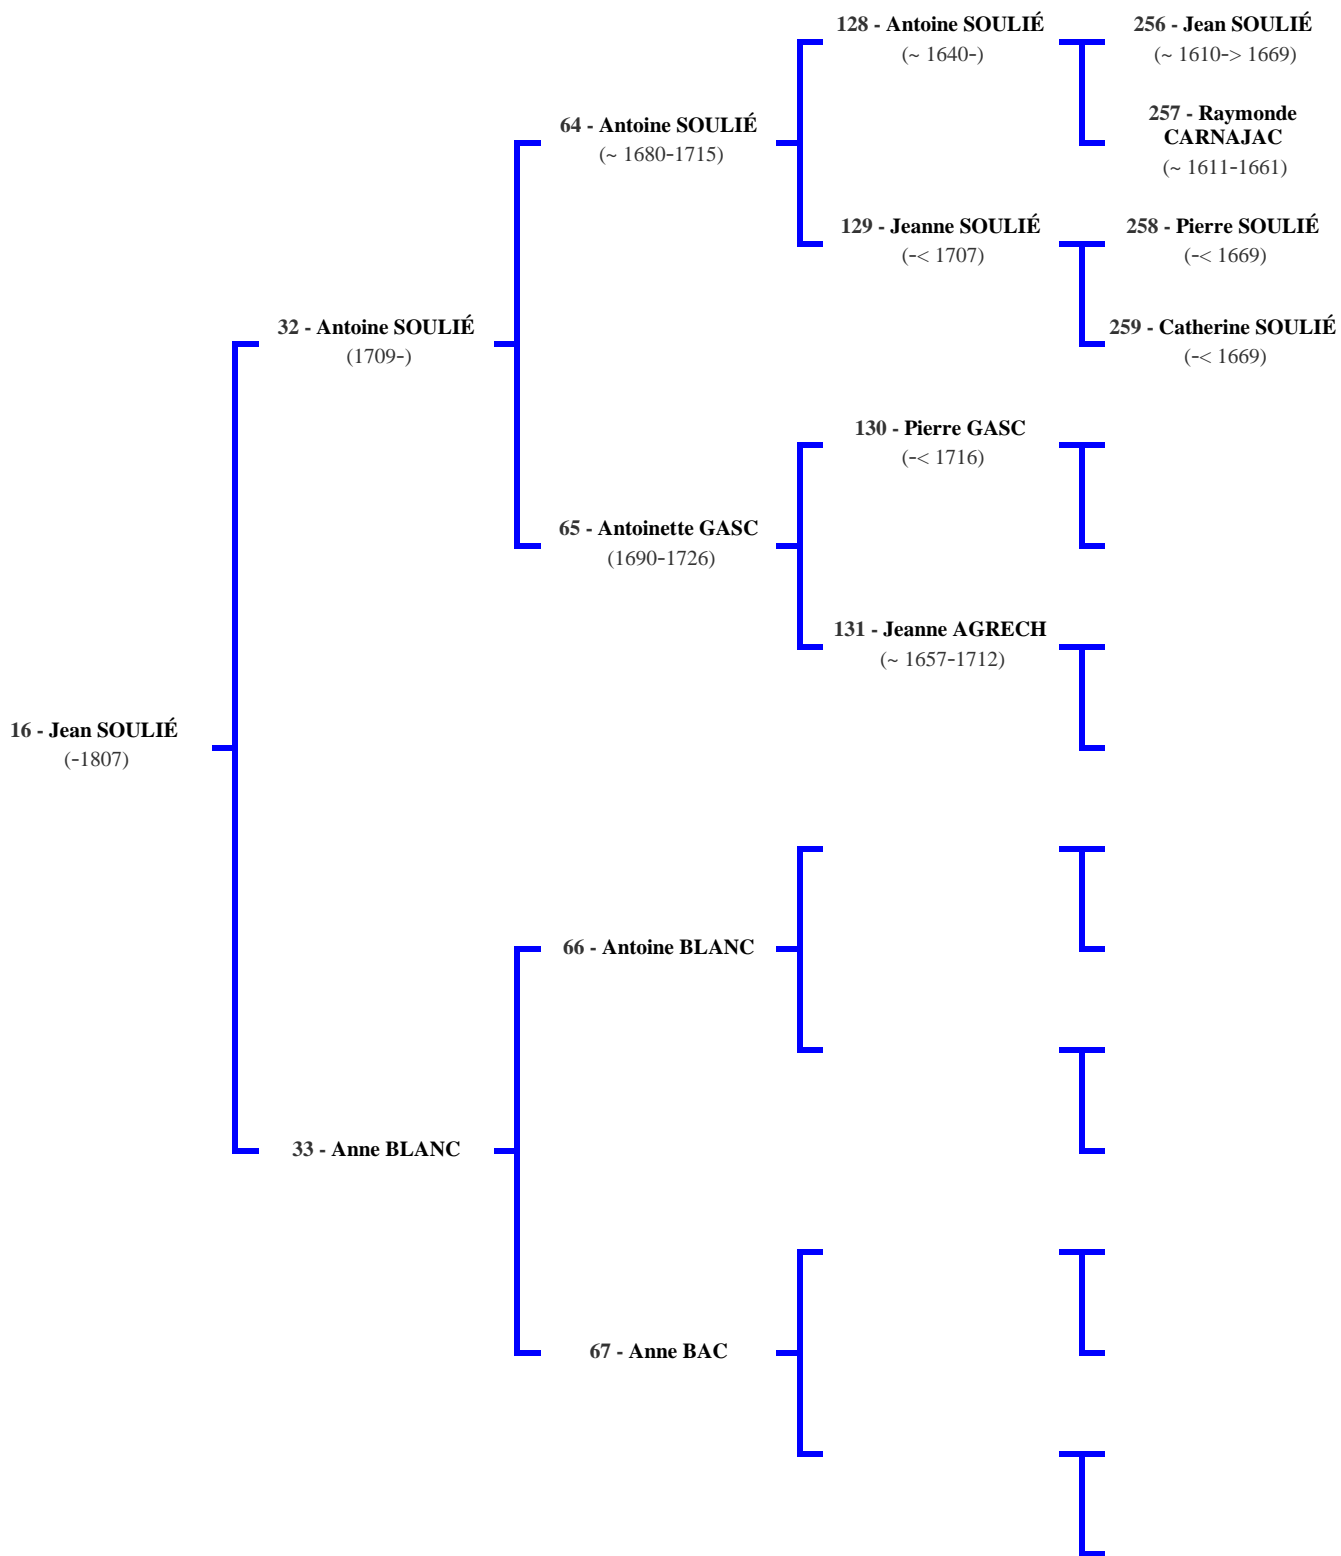 128 - Antoine SOULIÉ
(~ 1640-)
256 - Jean SOULIÉ
(~ 1610-> 1669)
257 - Raymonde
CARNAJAC
(~ 1611-1661)
64 - Antoine SOULIÉ
(~ 1680-1715)
129 - Jeanne SOULIÉ
(-< 1707)
258 - Pierre SOULIÉ
(-< 1669)
32 - Antoine SOULIÉ
(1709-)
259 - Catherine SOULIÉ
(-< 1669)
130 - Pierre GASC
(-< 1716)
65 - Antoinette GASC
(1690-1726)
131 - Jeanne AGRECH
(~ 1657-1712)
16 - Jean SOULIÉ
(-1807)
66 - Antoine BLANC
33 - Anne BLANC
67 - Anne BAC